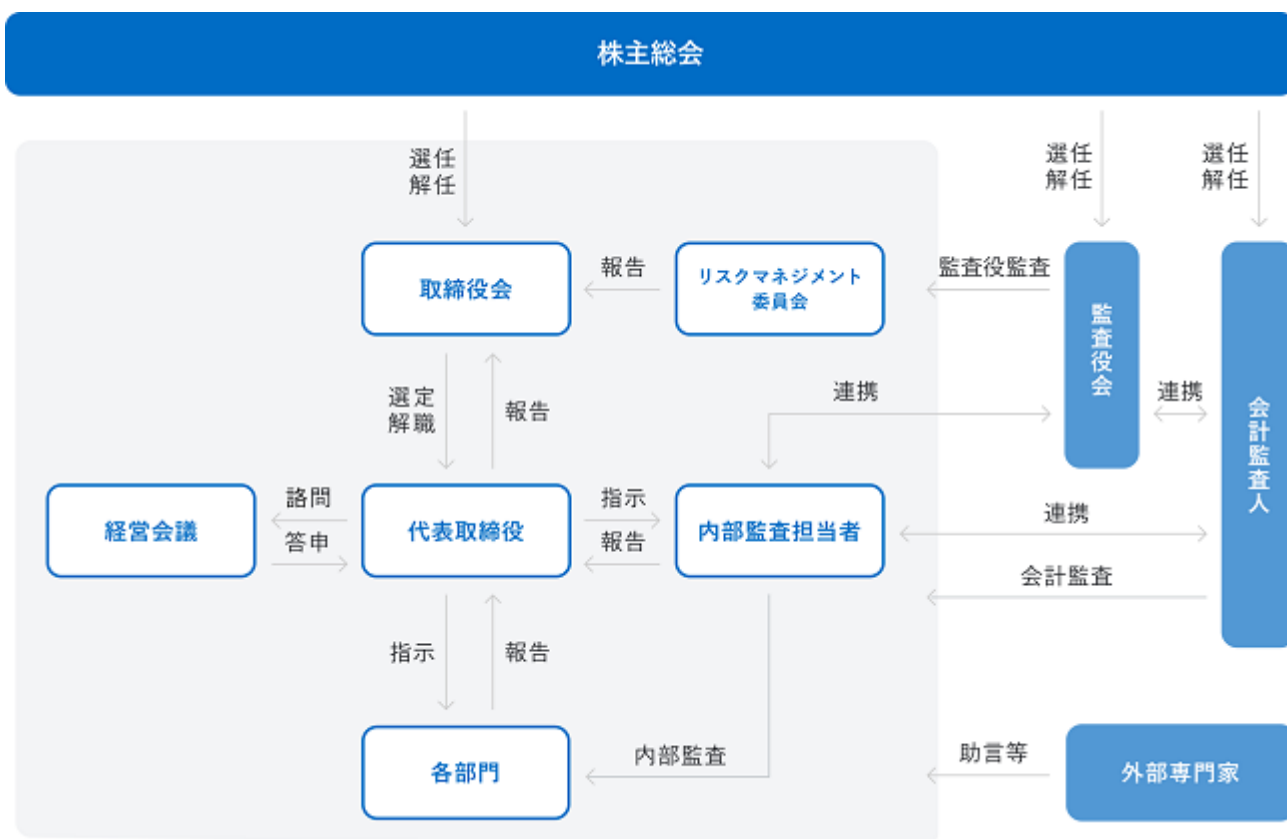 株主総会
選任
解任
選任
解任
選任
解任
取締役会
報告
リスクマネジメント
委員会
監査役監査
監査役会
連携
会計監査人
選定
解職
報告
連携
経営会議
諮問
答申
代表取締役
指示
報告
内部監査担当者
連携
会計監査
指示
報告
各部門
内部監査
助言等
外部専門家